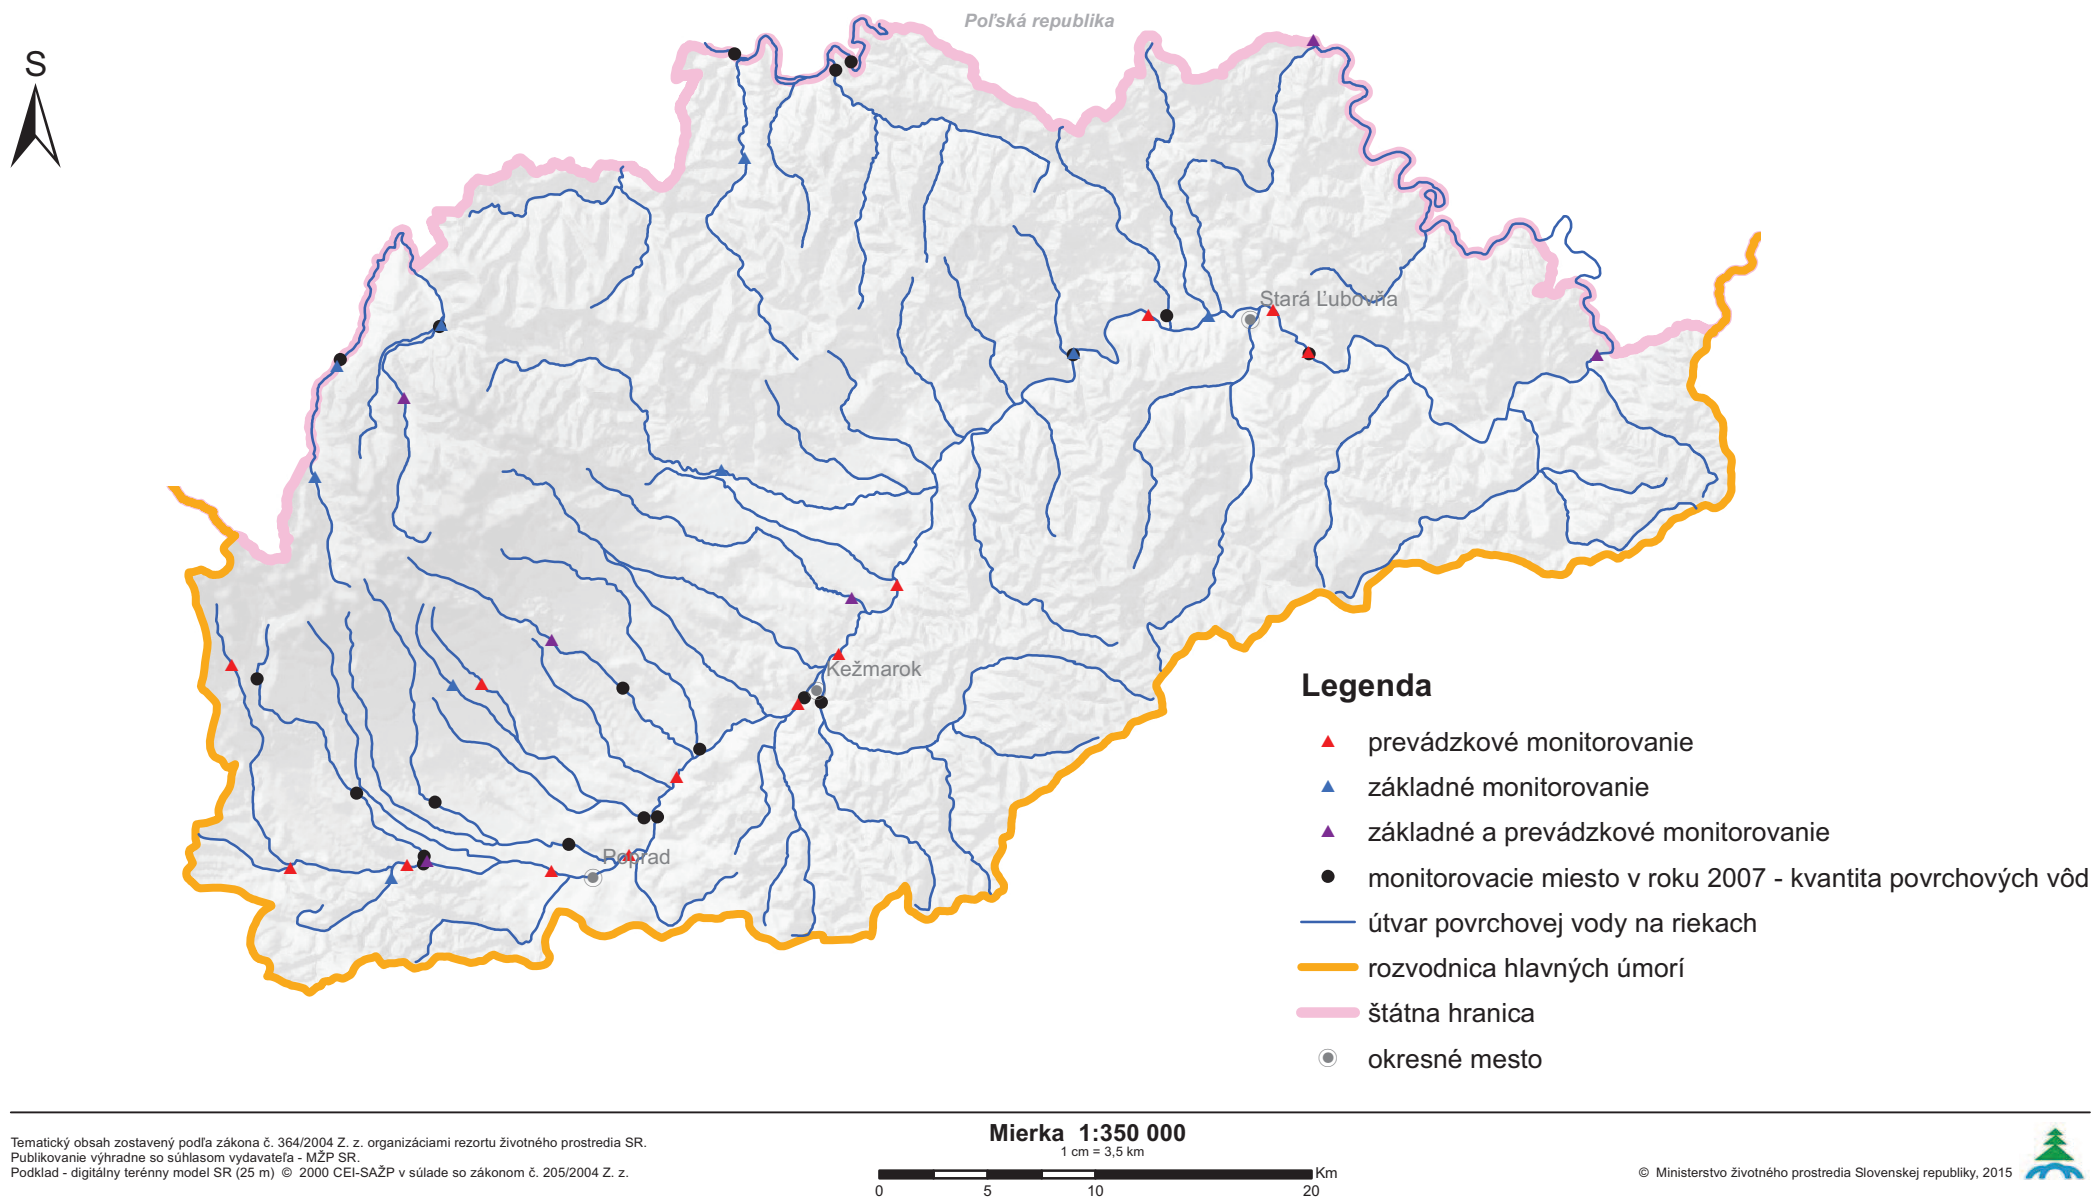 Poľská republika
S
Stará Ľubovňa
Kežmarok
Poprad
Legenda
prevádzkové monitorovanie
základné monitorovanie
základné a prevádzkové monitorovanie
monitorovacie miesto v roku 2007 - kvantita povrchových vôd
útvar povrchovej vody na riekach
rozvodnica hlavných úmorí
štátna hranica
okresné mesto
Tematický obsah zostavený podľa zákona č. 364/2004 Z. z. organizáciami rezortu životného prostredia SR.
Publikovanie výhradne so súhlasom vydavateľa - MŽP SR.
Podklad - digitálny terénny model SR (25 m) © 2000 CEI-SAŽP v súlade so zákonom č. 205/2004 Z. z.
Mierka 1:350 000
1 cm = 3,5 km
Km
0 5 10 20
© Ministerstvo životného prostredia Slovenskej republiky, 2015